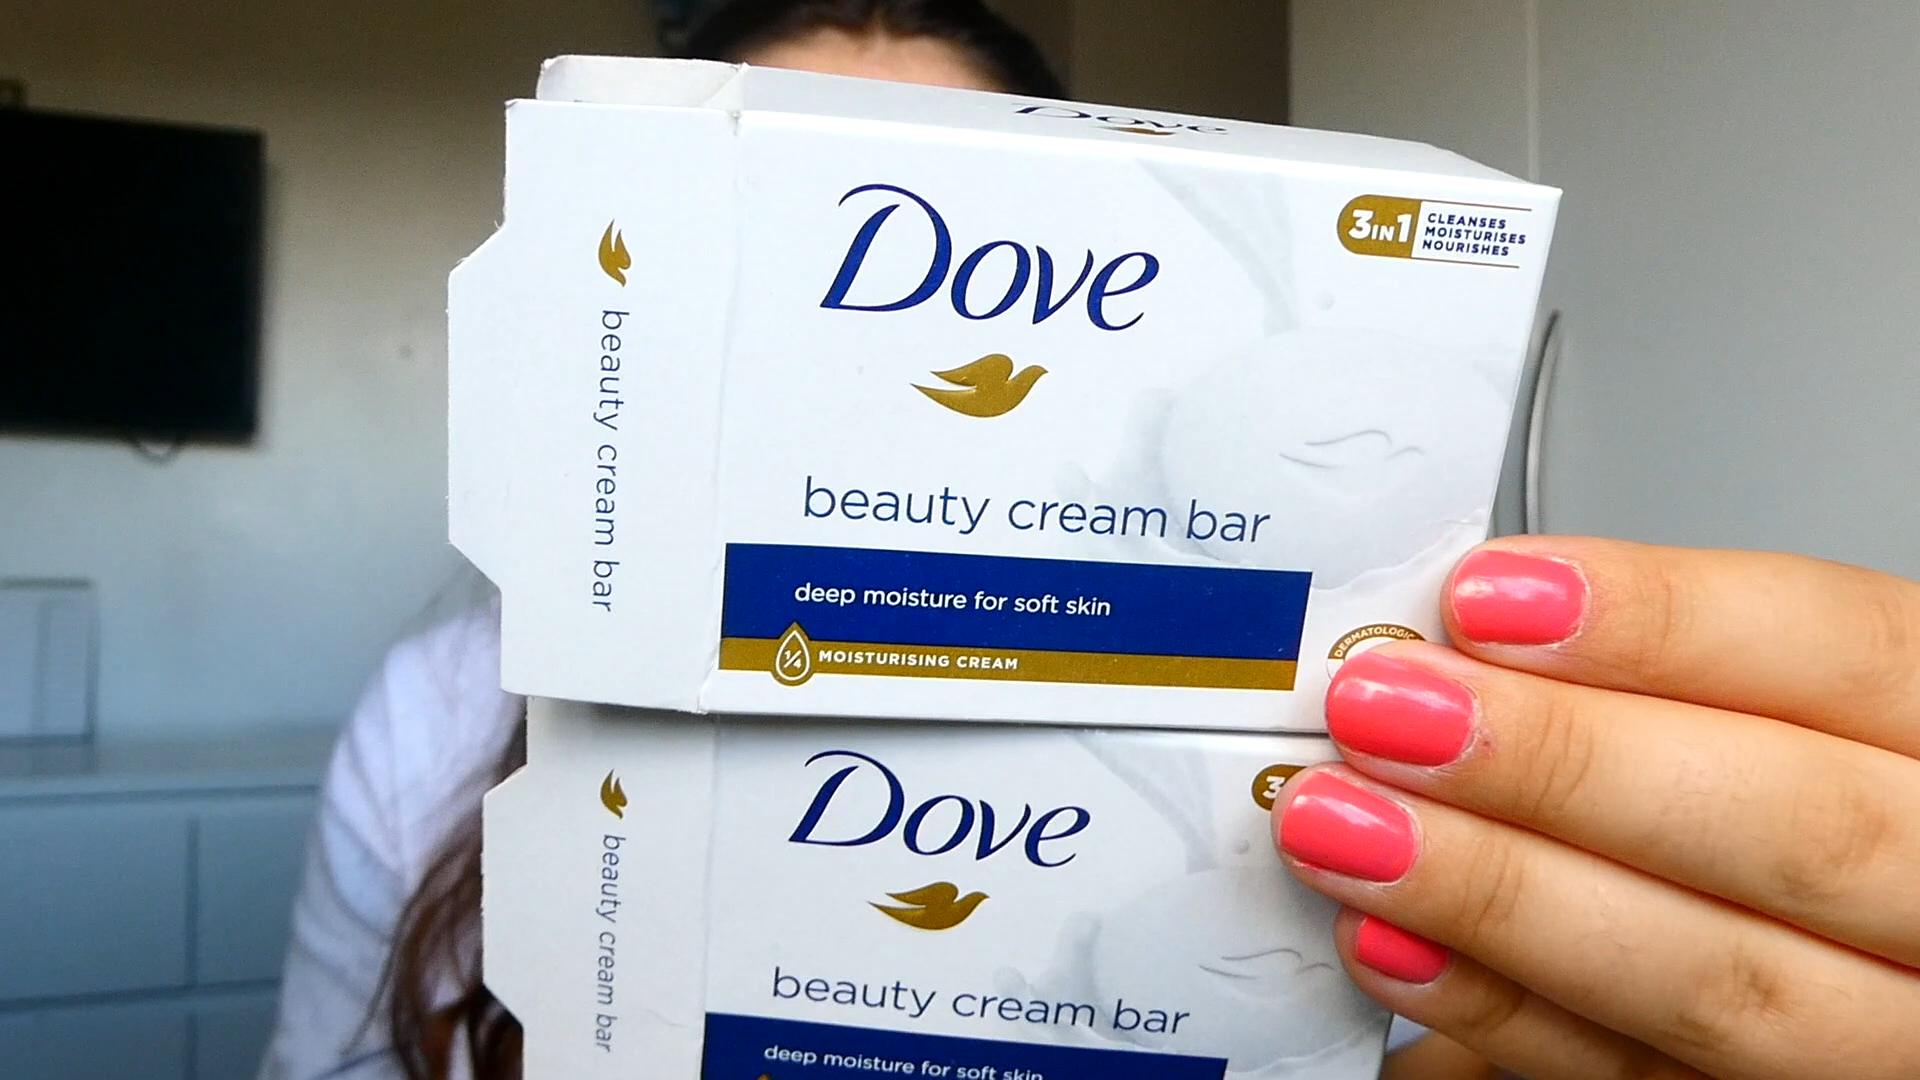 Dove
Dove
3IN1
CLEANSES
MOISTURISES
NOURISHES
beauty cream bar
beauty cream bar
deep moisture for soft skin
1/4 MOISTURISING CREAM
Dove
beauty cream bar
beauty cream bar
deep moisture for soft skin